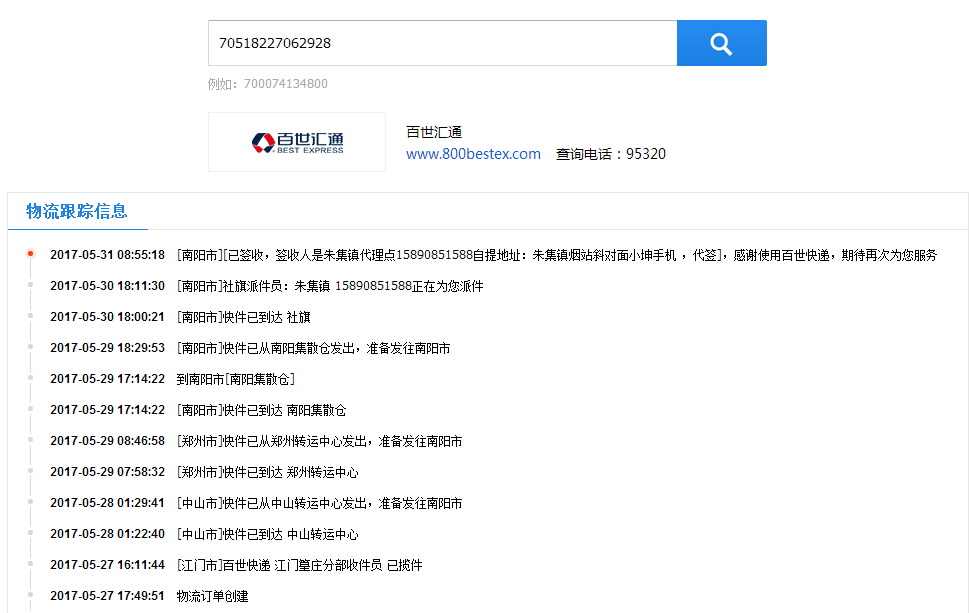 70518227062928
例如：700074134800
百世汇通
BEST EXPRESS
百世汇通
www.800bestex.com 查询电话：95320
物流跟踪信息
2017-05-31 08:55:18 [南阳市][已签收，签收人是朱集镇代理点15890851588自提地址：朱集镇烟站斜对面小坤手机 ，代签]，感谢使用百世快递，期待再次为您服务
2017-05-30 18:11:30 [南阳市]社旗派件员：朱集镇 15890851588正在为您派件
2017-05-30 18:00:21 [南阳市]快件已到达 社旗
2017-05-29 18:29:53 [南阳市]快件已从南阳集散仓发出，准备发往南阳市
2017-05-29 17:14:22 到南阳市[南阳集散仓]
2017-05-29 17:14:22 [南阳市]快件已到达 南阳集散仓
2017-05-29 08:46:58 [郑州市]快件已从郑州转运中心发出，准备发往南阳市
2017-05-29 07:58:32 [郑州市]快件已到达 郑州转运中心
2017-05-28 01:29:41 [中山市]快件已从中山转运中心发出，准备发往南阳市
2017-05-28 01:22:40 [中山市]快件已到达 中山转运中心
2017-05-27 16:11:44 [江门市]百世快递 江门篁庄分部收件员 已揽件
2017-05-27 17:49:51 物流订单创建